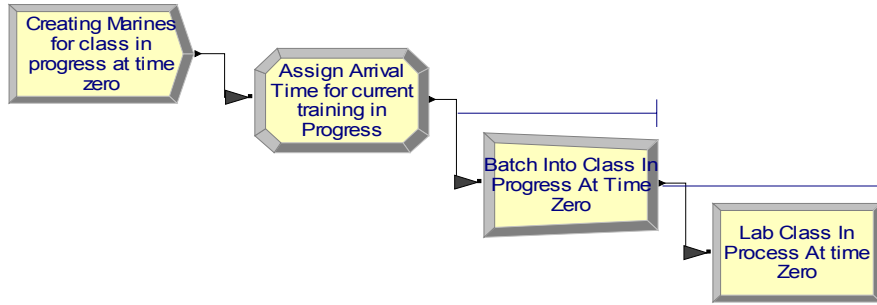 Creating Marines
for class in
progress at time
zero
Assign Arrival
Time for current
training in
Progress
Batch Into Class In
Progress At Time
Zero
Lab Class In
Process At time
Zero